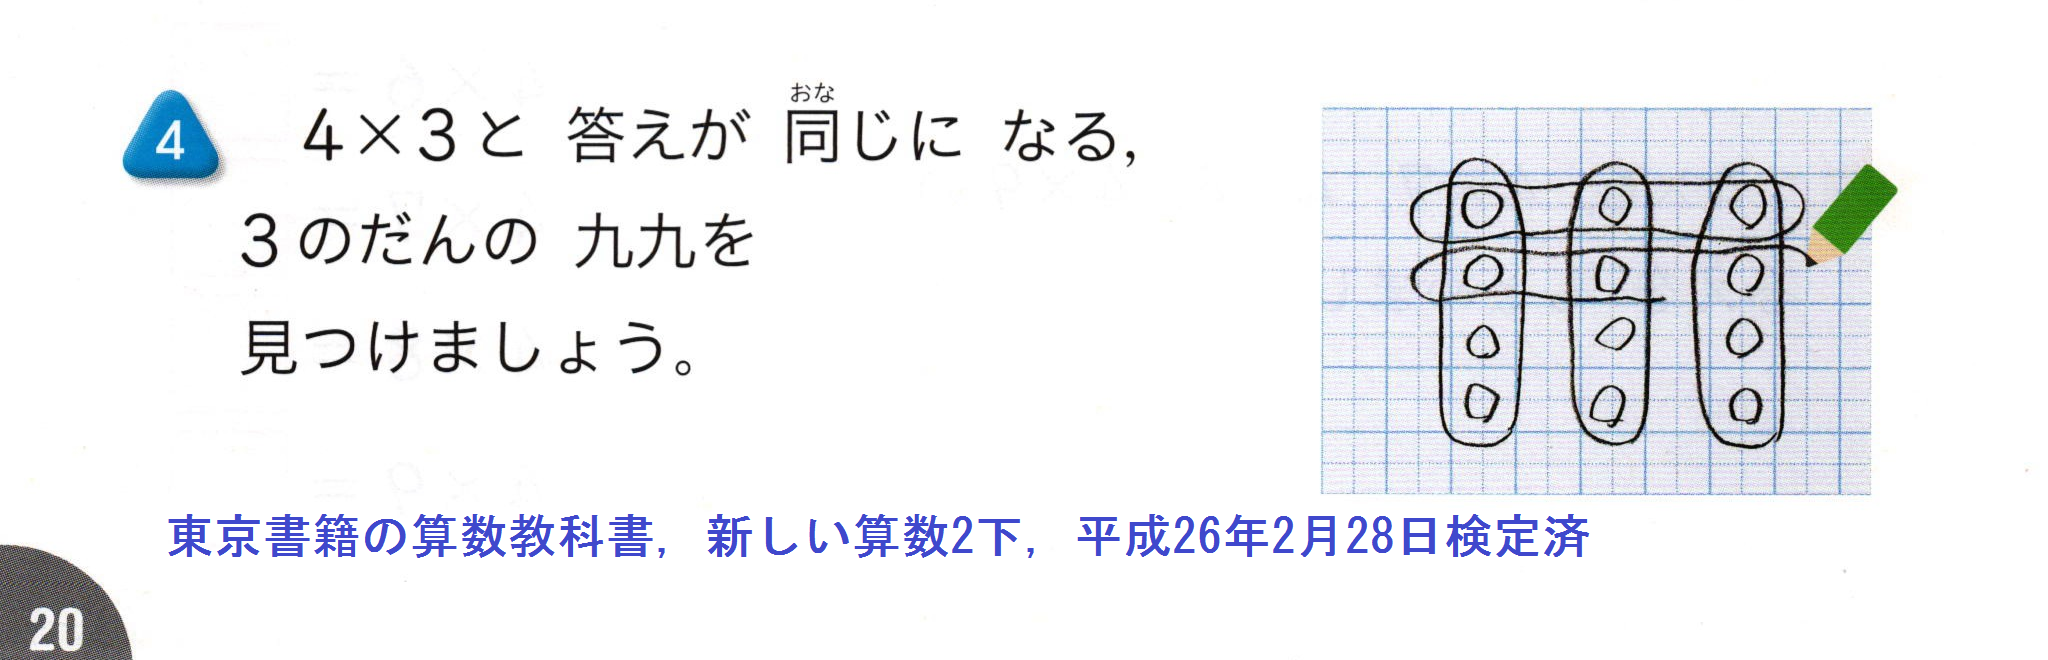 おな
4 4×3と 答えが 同じに なる,
3のだんの 九九を
見つけましょう。
東京書籍の算数教科書, 新しい算数2下, 平成26年2月28日検定済
20